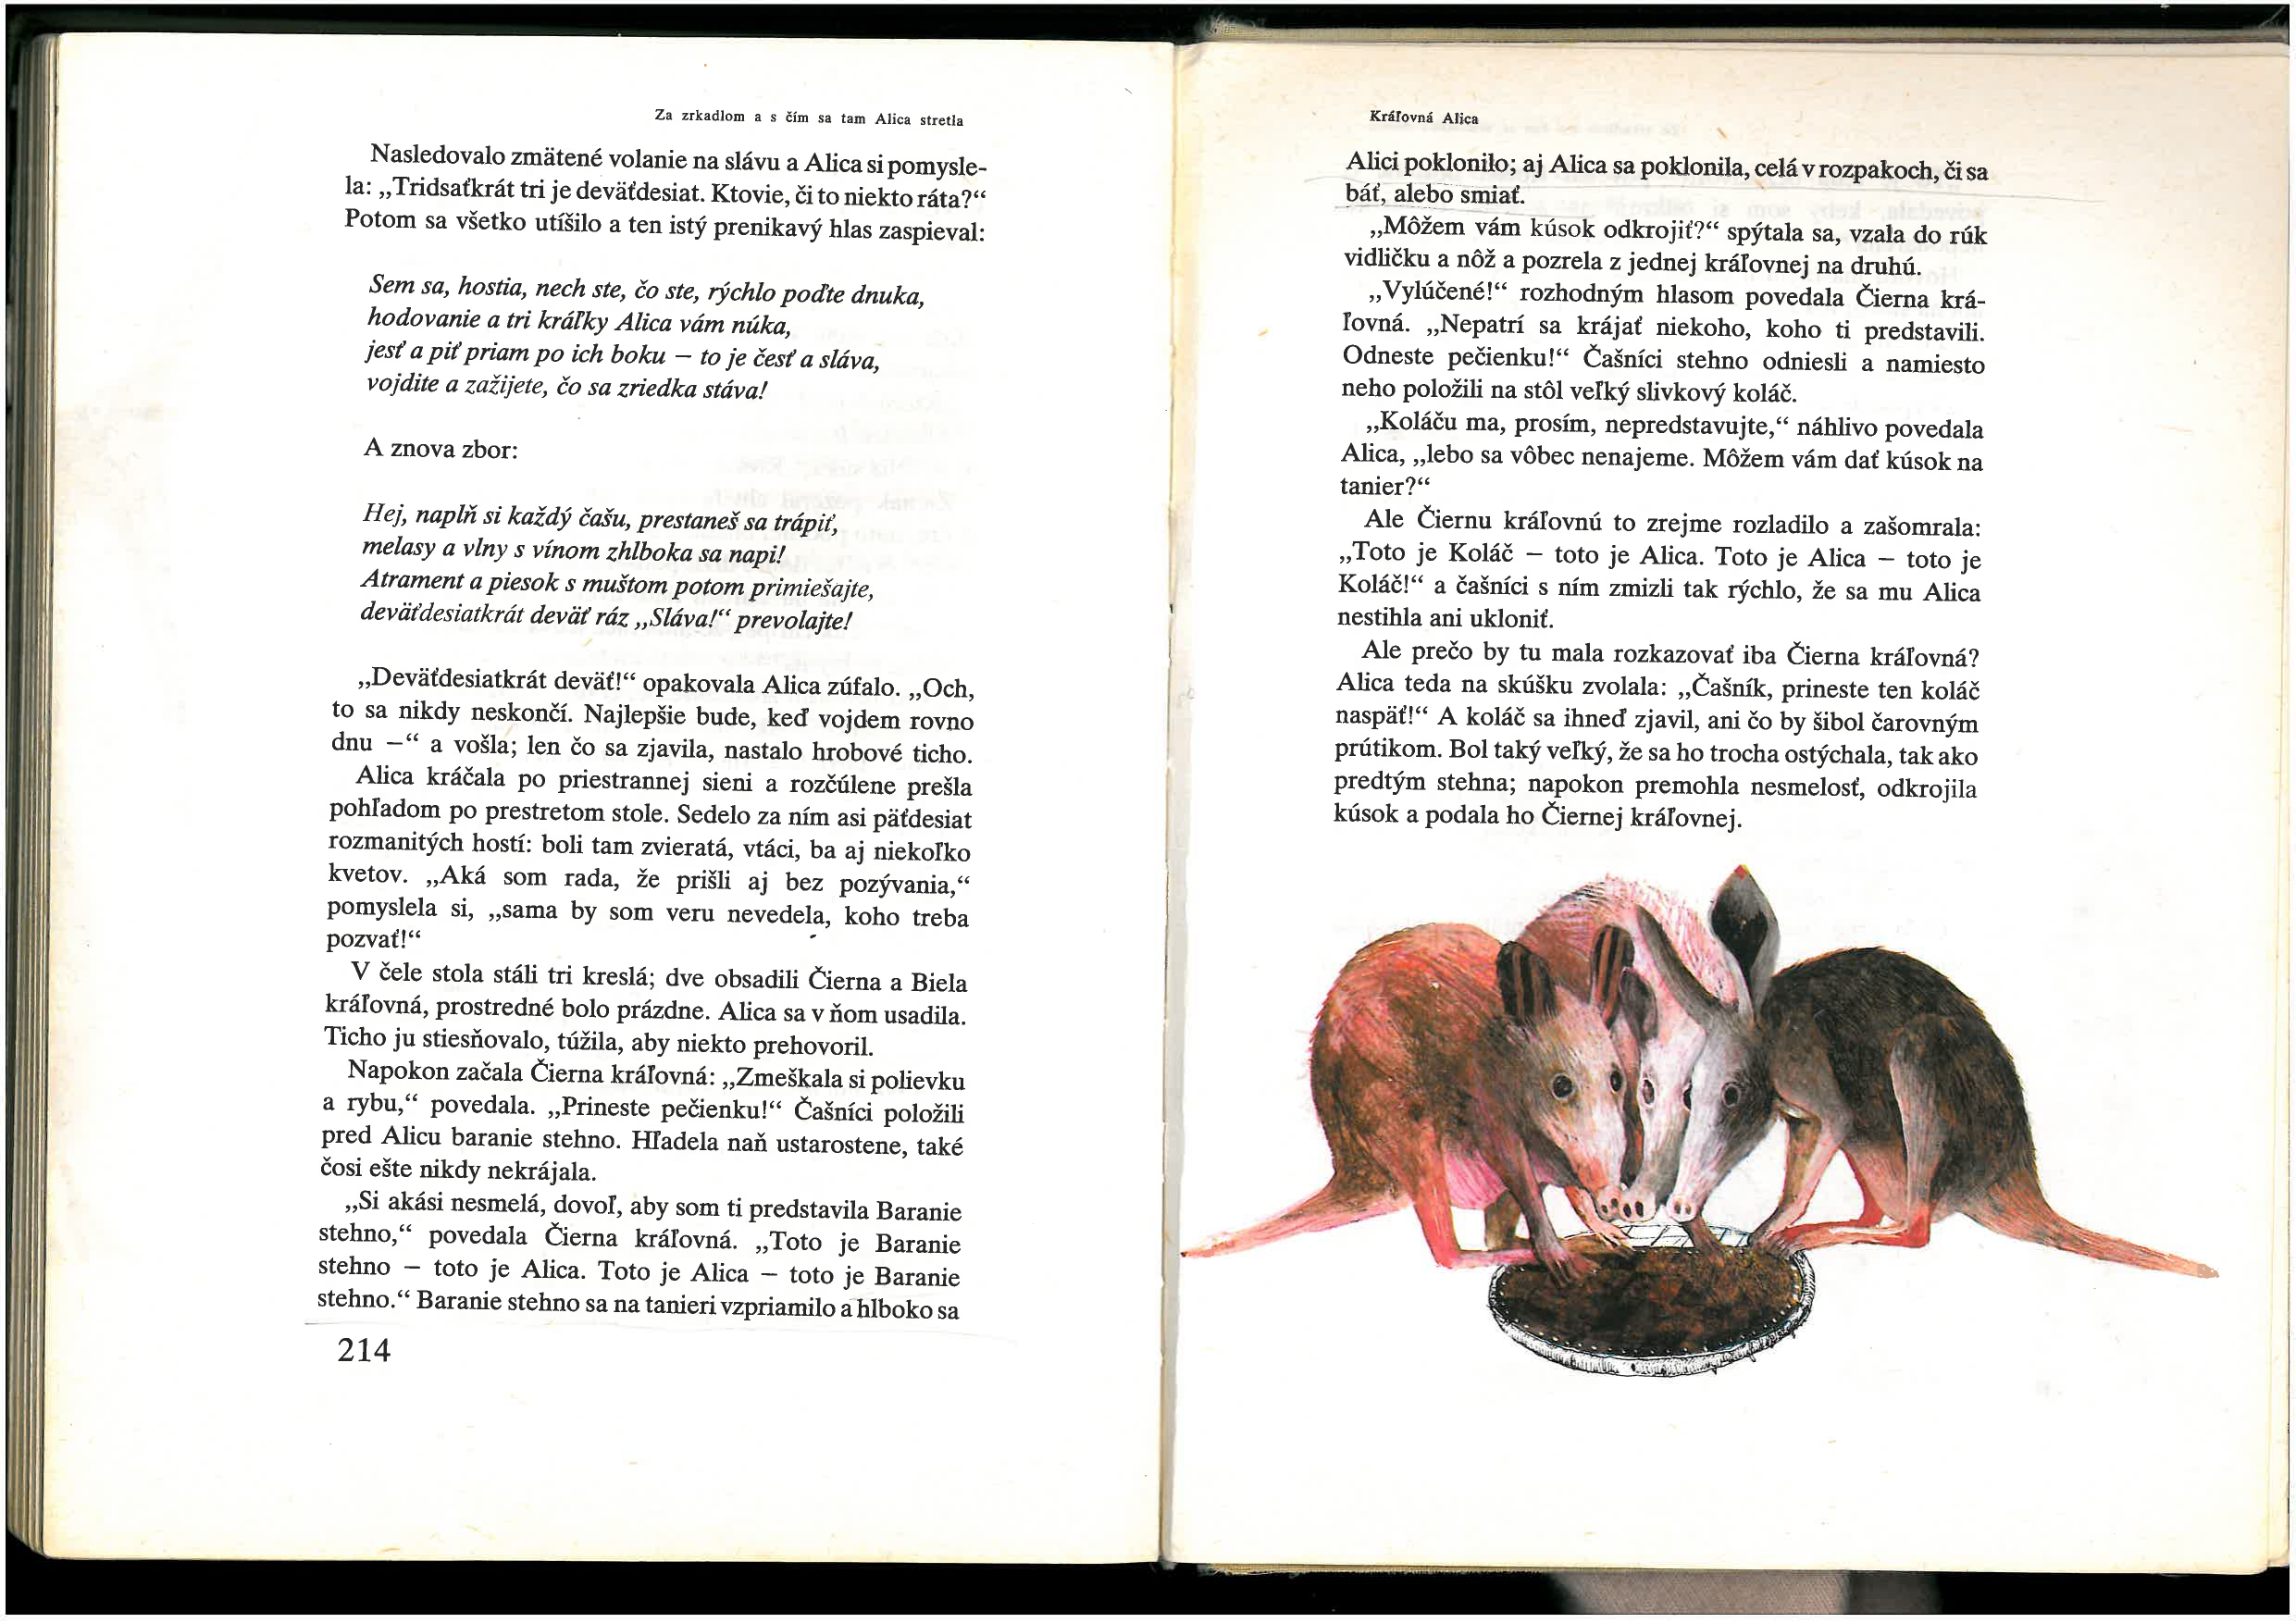 Za zrkadlom a s čím sa tam Alica stretla
Nasledovalo zmätené volanie na slávu a Alica si pomysle-
la: „Tridsaťkrát tri je deväťdesiat. Ktovie, či to niekto ráta?“
Potom sa všetko utíšilo a ten istý prenikavý hlas zaspieval:
Sem sa, hostia, nech ste, čo ste, rýchlo poďte dnuka,
hodovanie a tri kráľky Alica vám núka,
jesť a piť priam po ich boku – to je česť a sláva,
vojdite a zažijete, čo sa zriedka stáva!
A znova zbor:
Hej, naplň si každý čašu, prestaneš sa trápiť,
melasy a vlny s vínom zhlboka sa napi!
Atrament a piesok s muštom potom primiešajte,
deväťdesiatkrát deväť ráz „Sláva!“ prevolajte!
„Deväťdesiatkrát deväť!“ opakovala Alica zúfalo. „Och,
to sa nikdy neskončí. Najlepšie bude, keď vojdem rovno
dnu –“ a vošla; len čo sa zjavila, nastalo hrobové ticho.
Alica kráčala po priestrannej sieni a rozčúlene prešla
pohľadom po prestretom stole. Sedelo za ním asi päťdesiat
rozmanitých hostí: boli tam zvieratá, vtáci, ba aj niekoľko
kvetov. „Aká som rada, že prišli aj bez pozývania,“
pomyslela si, „sama by som veru nevedela, koho treba
pozvať!“
V čele stola stáli tri kreslá; dve obsadili Čierna a Biela
kráľovná, prostredné bolo prázdne. Alica sa v ňom usadila.
Ticho ju stiesňovalo, túžila, aby niekto prehovoril.
Napokon začala Čierna kráľovná: „Zmeškala si polievku
a rybu,“ povedala. „Prineste pečienku!“ Čašníci položili
pred Alicu baranie stehno. Hľadela naň ustarostene, také
čosi ešte nikdy nekrájala.
„Si akási nesmelá, dovoľ, aby som ti predstavila Baranie
stehno,“ povedala Čierna kráľovná. „Toto je Baranie
stehno – toto je Alica. Toto je Alica – toto je Baranie
stehno.“ Baranie stehno sa na tanieri vzpriamilo a hlboko sa
214
Kráľovná Alica
Alici poklonilo; aj Alica sa poklonila, celá v rozpakoch, či sa
báť, alebo smiať.
„Môžem vám kúsok odkrojiť?“ spýtala sa, vzala do rúk
vidličku a nôž a pozrela z jednej kráľovnej na druhú.
„Vylúčené!“ rozhodným hlasom povedala Čierna krá-
ľovná. „Nepatrí sa krájať niekoho, koho ti predstavili.
Odneste pečienku!“ Čašníci stehno odniesli a namiesto
neho položili na stôl veľký slivkový koláč.
„Koláču ma, prosím, nepredstavujte,“ náhlivo povedala
Alica, „lebo sa vôbec nenajeme. Môžem vám dať kúsok na
tanier?“
Ale Čiernu kráľovnú to zrejme rozladilo a zašomrala:
„Toto je Koláč – toto je Alica. Toto je Alica – toto je
Koláč!“ a čašníci s ním zmizli tak rýchlo, že sa mu Alica
nestihla ani ukloniť.
Ale prečo by tu mala rozkazovať iba Čierna kráľovná?
Alica teda na skúšku zvolala: „Čašník, prineste ten koláč
naspäť!“ A koláč sa ihneď zjavil, ani čo by šibol čarovným
prútikom. Bol taký veľký, že sa ho trocha ostýchala, tak ako
predtým stehna; napokon premohla nesmelosť, odkrojila
kúsok a podala ho Čiernej kráľovnej.